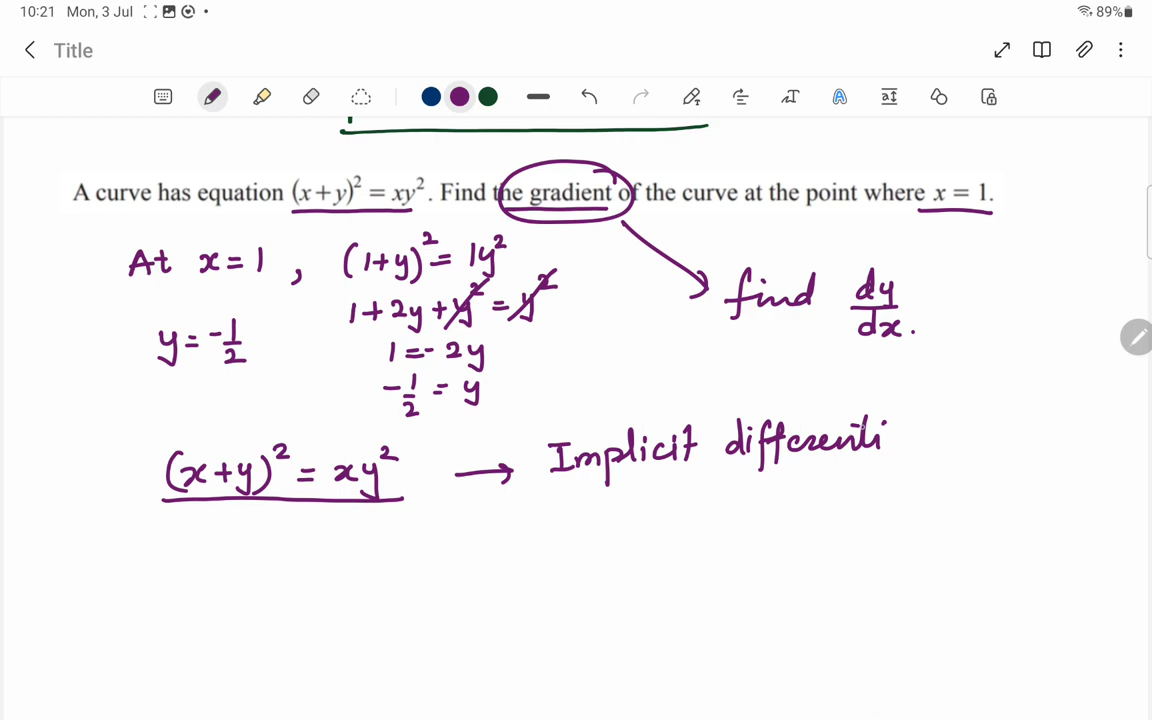 10:21 Mon, 3 Jul 89%
Title
A curve has equation (x+y)² = xy². Find the gradient of the curve at the point where x = 1.
At x=1, (1+y)² = 1y²
1+2y+y² = y²
y = -1/2
1 = -2y
-1/2 = y
find dy/dx.
(x+y)² = xy² → Implicit differenti